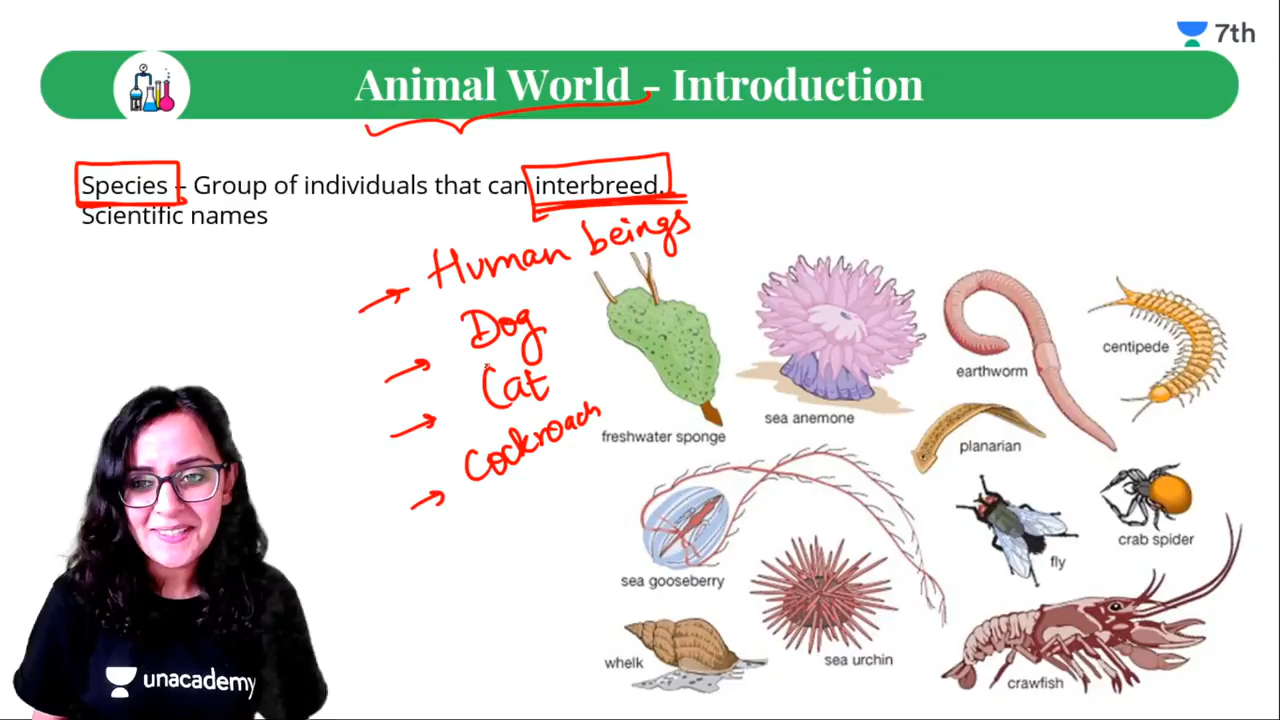 7th
Animal World - Introduction
Species – Group of individuals that can interbreed.
Scientific names
Human beings
Dog
Cat
Cockroach
freshwater sponge
sea anemone
earthworm
centipede
planarian
sea gooseberry
sea urchin
fly
crab spider
whelk
crawfish
unacademy